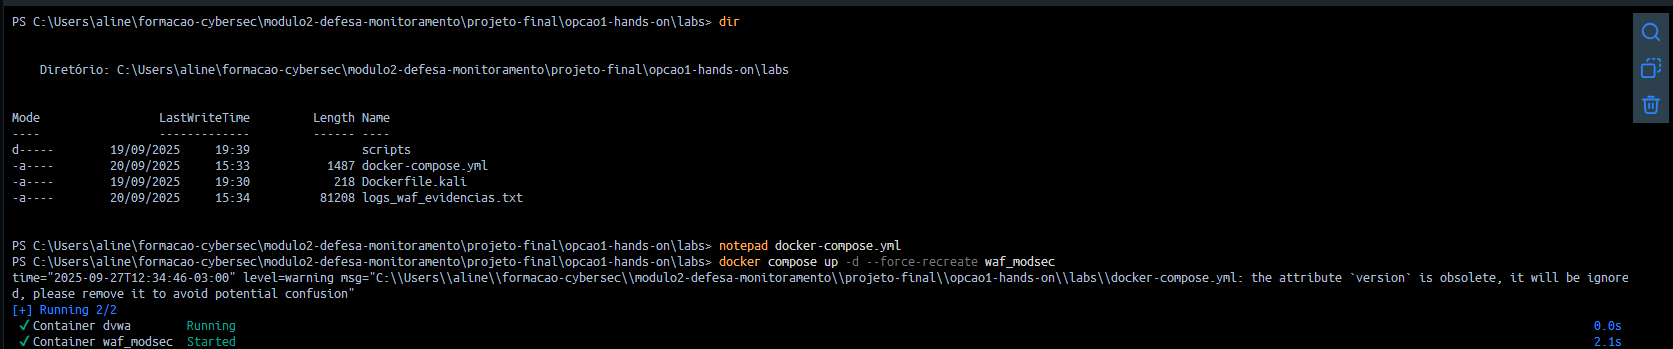 PS C:\Users\aline\formacao-cybersec\modulo2-defesa-monitoramento\projeto-final\opcao1-hands-on\labs> dir
Diretório: C:\Users\aline\formacao-cybersec\modulo2-defesa-monitoramento\projeto-final\opcao1-hands-on\labs
Mode LastWriteTime Length Name
---- ------------- ------ ----
d----- 19/09/2025 19:39 scripts
-a---- 20/09/2025 15:33 1487 docker-compose.yml
-a---- 19/09/2025 19:30 218 Dockerfile.kali
-a---- 20/09/2025 15:34 81208 logs_waf_evidencias.txt
PS C:\Users\aline\formacao-cybersec\modulo2-defesa-monitoramento\projeto-final\opcao1-hands-on\labs> notepad docker-compose.yml
PS C:\Users\aline\formacao-cybersec\modulo2-defesa-monitoramento\projeto-final\opcao1-hands-on\labs> docker compose up -d --force-recreate waf_modsec
time="2025-09-27T12:34:46-03:00" level=warning msg="C:\\Users\\aline\\formacao-cybersec\\modulo2-defesa-monitoramento\\projeto-final\\opcao1-hands-on\\labs\\docker-compose.yml: the attribute `version` is obsolete, it will be ignore
d, please remove it to avoid potential confusion"
[+] Running 2/2
✔ Container dvwa Running 0.0s
✔ Container waf_modsec Started 2.1s